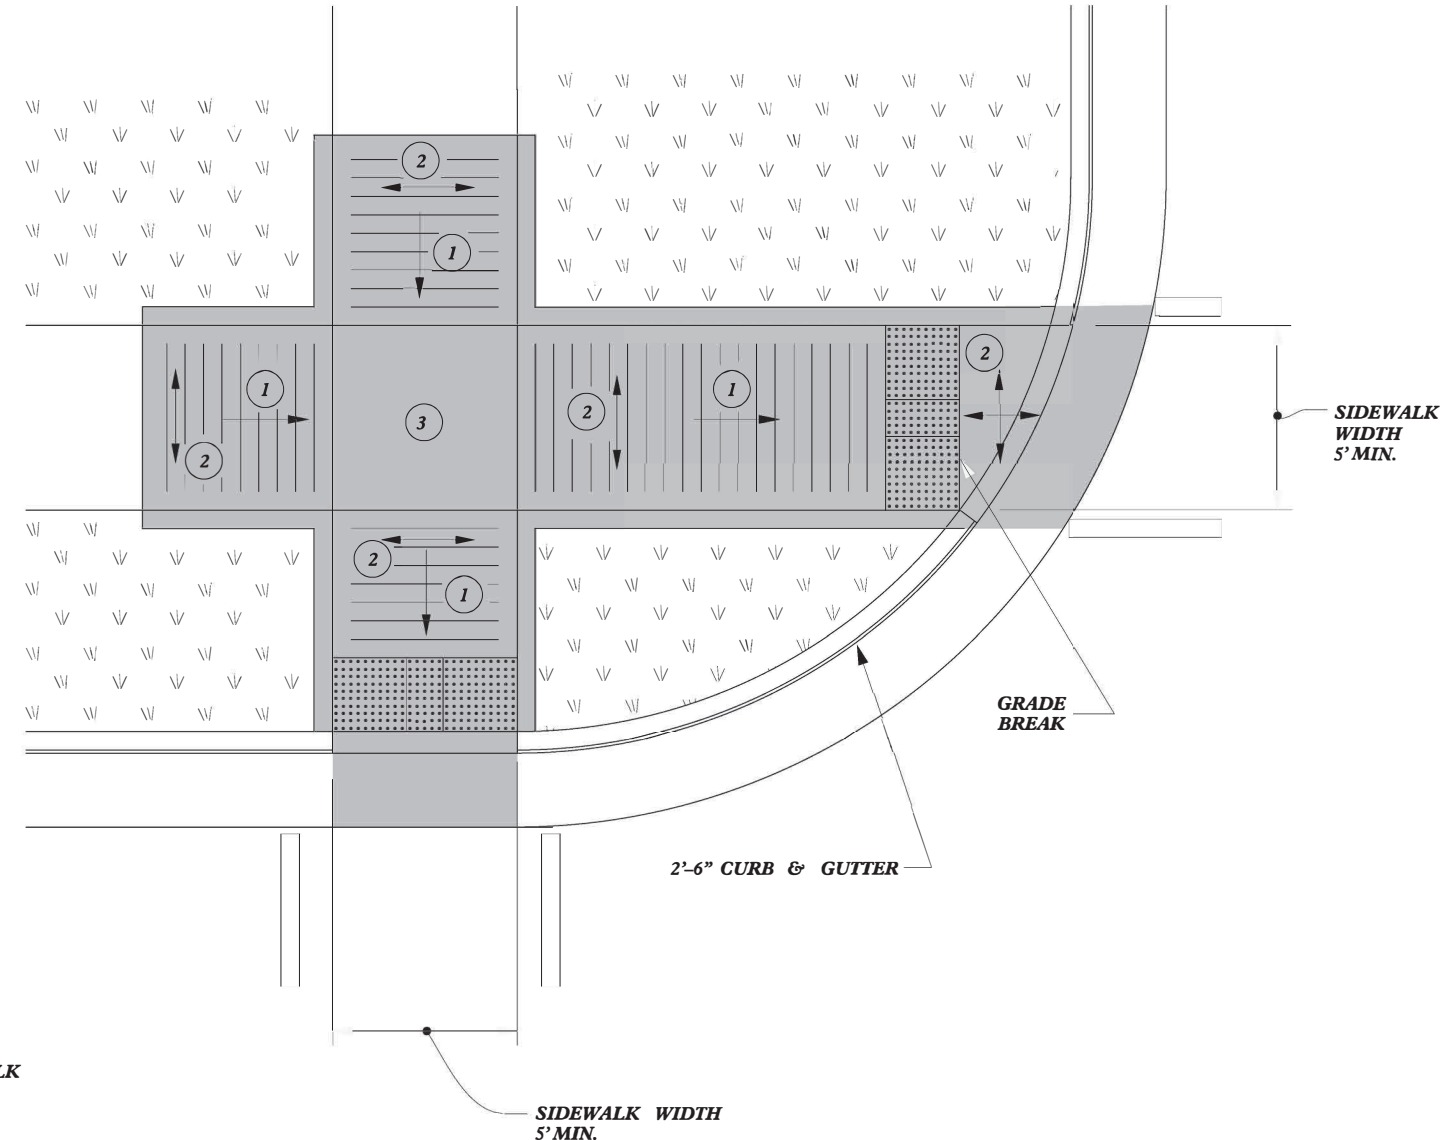 2
1
1
2
1
2
2
3
SIDEWALK
WIDTH
5' MIN.
2
1
GRADE
BREAK
2'–6” CURB & GUTTER
LK
SIDEWALK WIDTH
5' MIN.